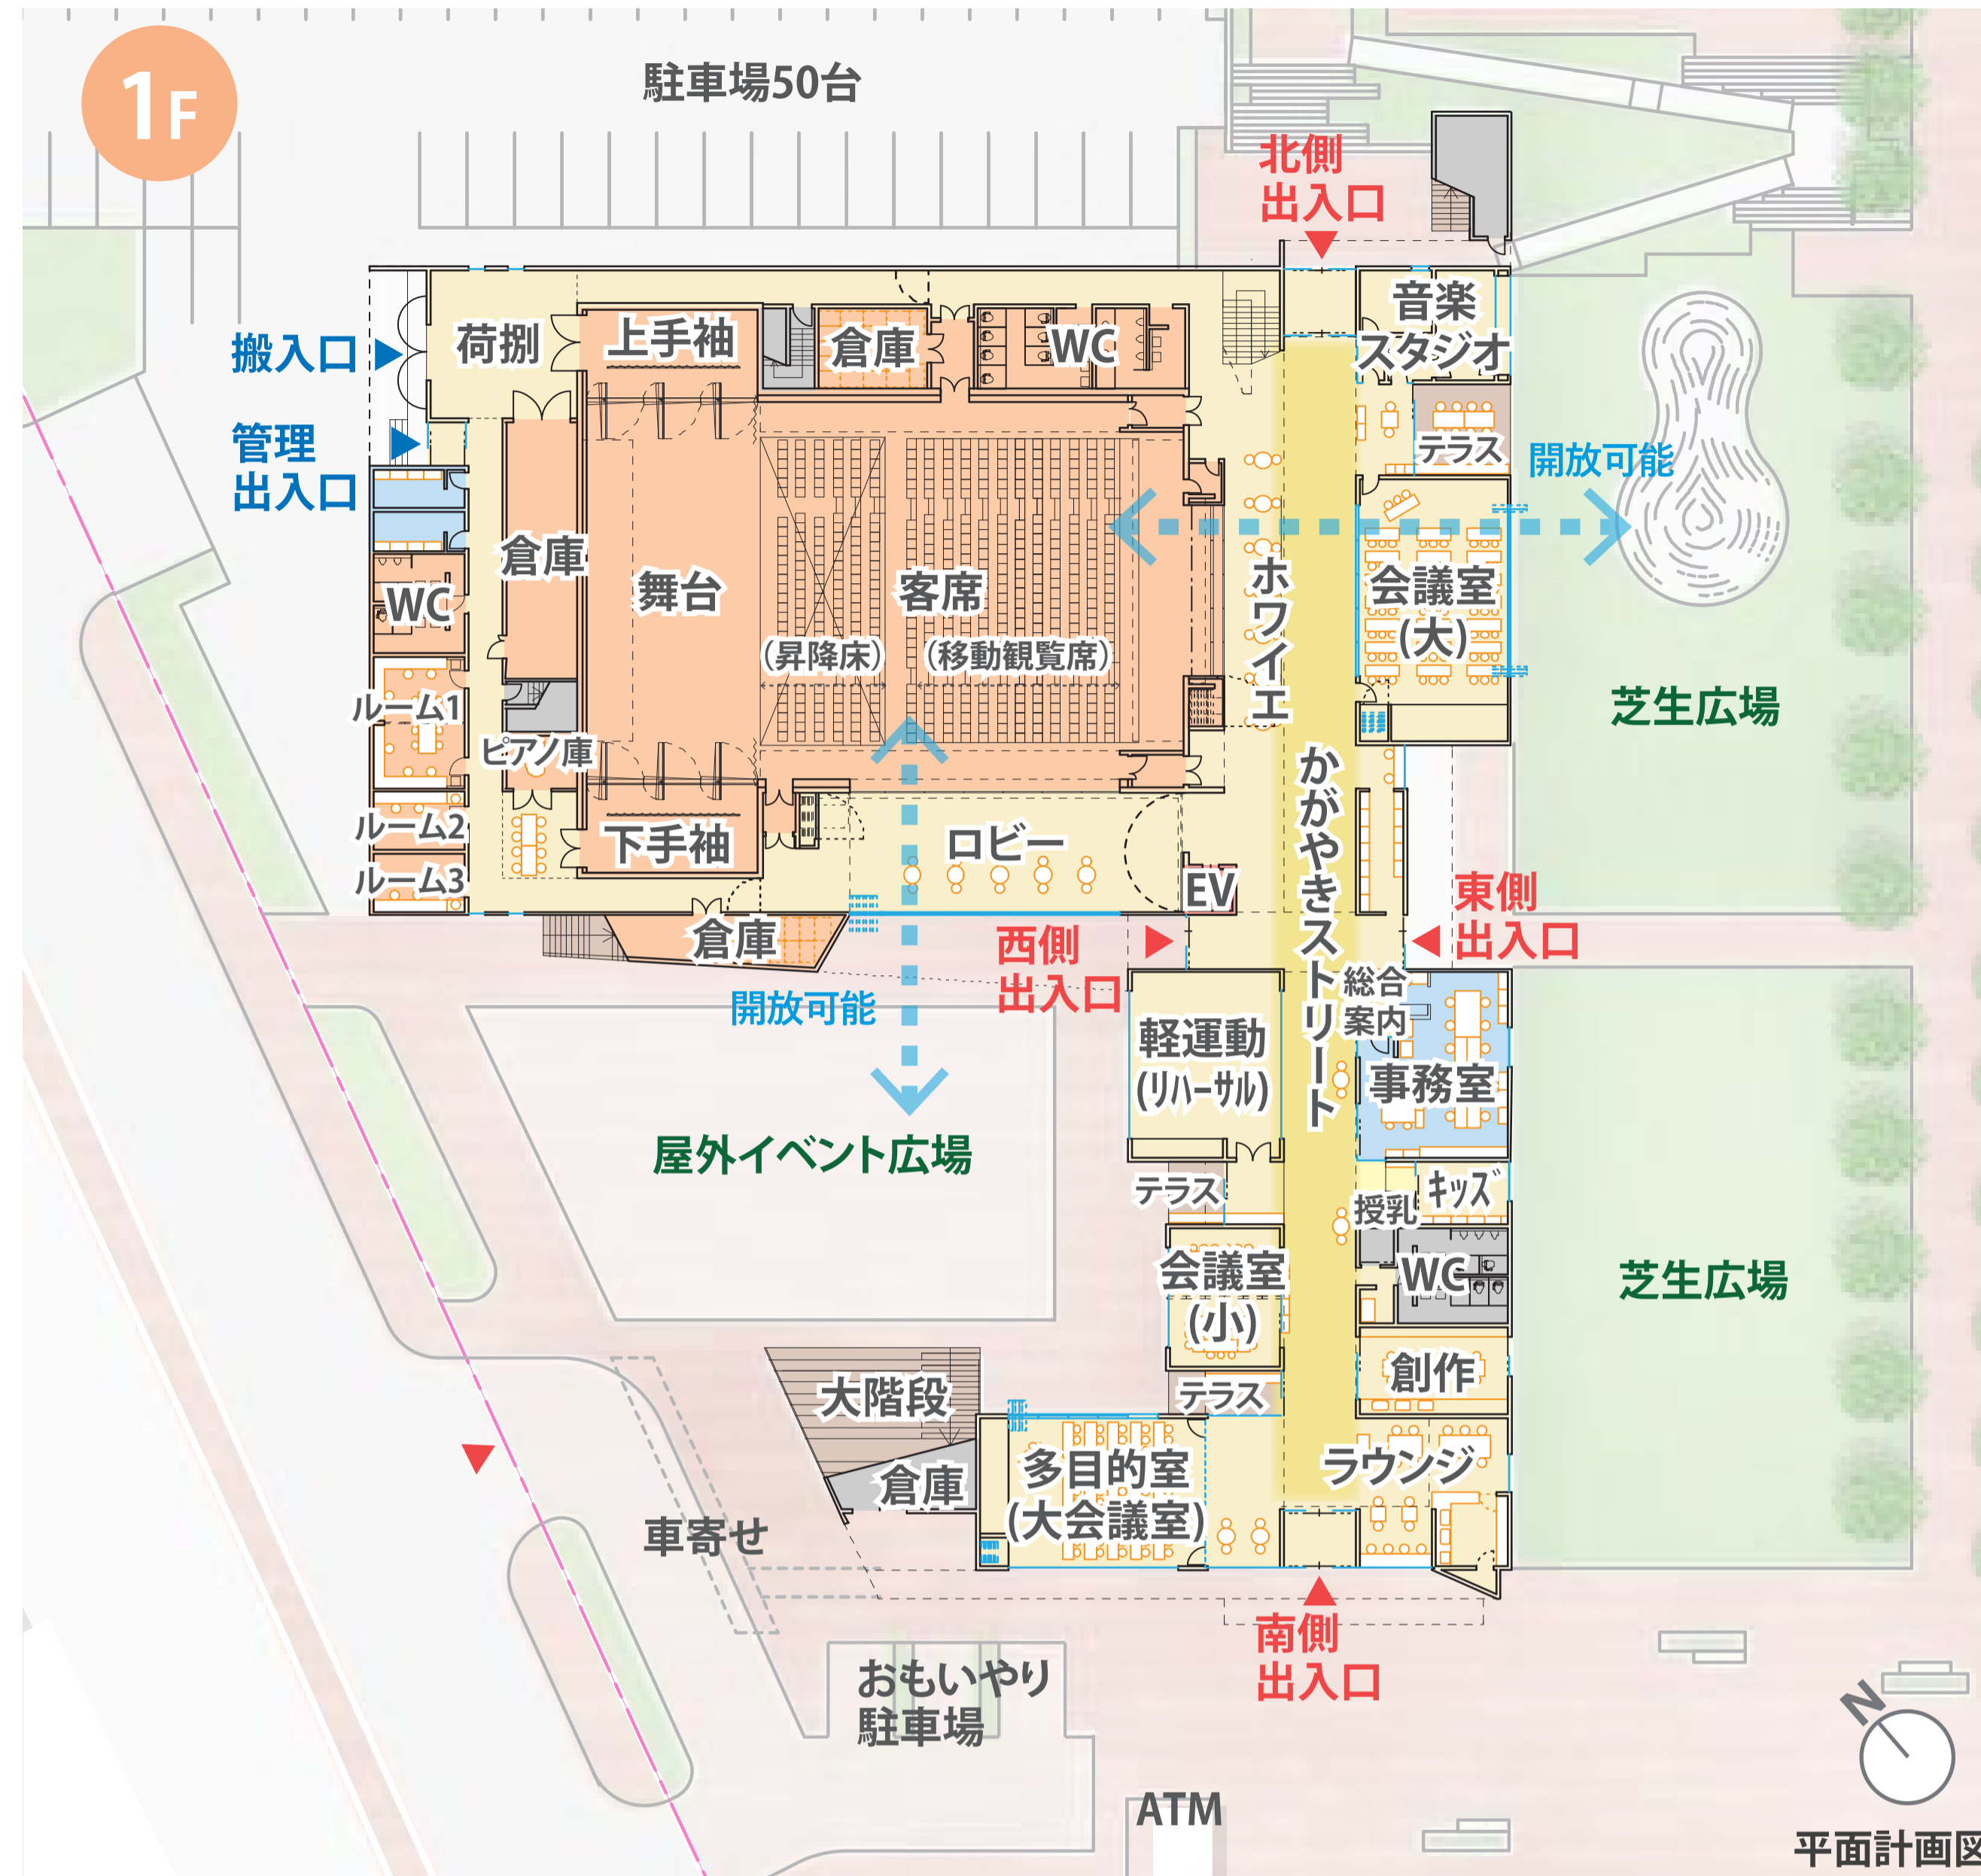 1F
駐車場50台
北側
出入口
音楽
スタジオ
搬入口
荷捌
上手袖
倉庫
WC
テラス
開放可能
管理
出入口
倉庫
舞台
客席
(昇降床)
(移動観覧席)
ホワイエ
会議室
(大)
芝生広場
WC
ルーム1
ピアノ庫
ルーム2
ルーム3
下手袖
ロビー
EV
かがやきストリート
倉庫
開放可能
西側
出入口
東側
出入口
総合
案内
事務室
軽運動
(リハーサル)
屋外イベント広場
テラス
授乳
キッズ
会議室
(小)
WC
芝生広場
創作
テラス
大階段
倉庫
多目的室
(大会議室)
ラウンジ
車寄せ
南側
出入口
おもいやり
駐車場
ATM
N
平面計画図